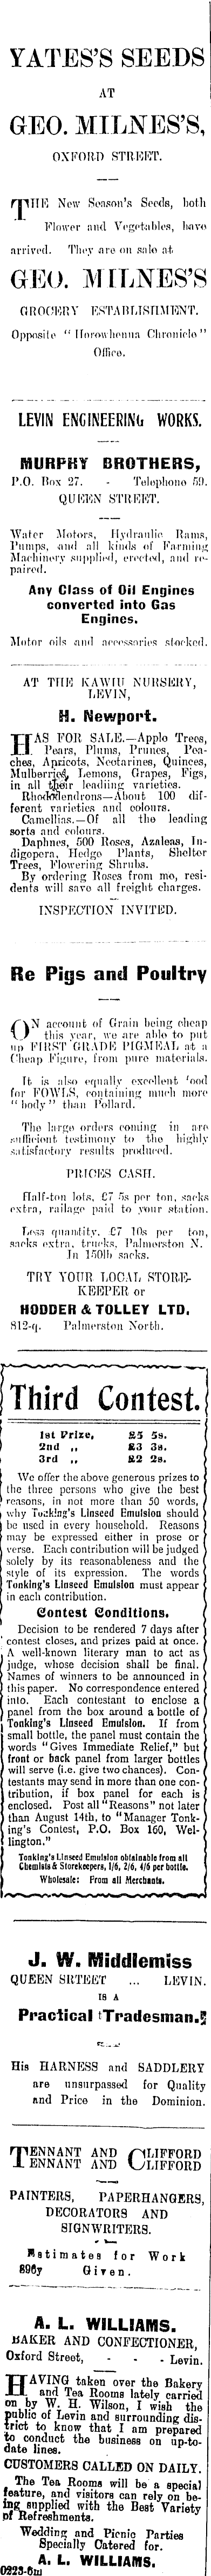 YATES'S SEEDS
AT
GEO. MILNES'S,
OXFORD STREET.
THE New Season's Seeds, both
Flower and Vegetables, have
arrived. They are on sale at
GEO. MILNES'S
GROCERY ESTABLISHMENT.
Opposite "Horowhenua Chronicle"
Office.
LEVIN ENGINEERING WORKS.
MURPHY BROTHERS,
P.O. Box 27. - Telephone 59.
QUEEN STREET.
Water Motors, Hydraulic Rams,
Pumps, and all kinds of Farming
Machinery supplied, erected, and re-
paired.
Any Class of Oil Engines
converted into Gas
Engines.
Motor oils and accessories stocked.
AT THE KAWIU NURSERY,
LEVIN,
H. Newport.
HAS FOR SALE.—Apple Trees,
Pears, Plums, Prunes, Pea-
ches, Apricots, Nectarines, Quinces,
Mulberries, Lemons, Grapes, Figs,
in all their leading varieties.
Rhododendrons—About 100 dif-
ferent varieties and colours.
Camellias.—Of all the leading
sorts and colours.
Daphnes, 500 Roses, Azaleas, In-
digopera, Hedge Plants, Shelter
Trees, Flowering Shrubs.
By ordering Roses from me, resi-
dents will save all freight charges.
INSPECTION INVITED.
Re Pigs and Poultry
ON account of Grain being cheap
this year, we are able to put
up FIRST GRADE PIGMEAL at a
Cheap Figure, from pure materials.
It is also equally excellent food
for FOWLS, containing much more
"body" than Pollard.
The large orders coming in are
sufficient testimony to the highly
satisfactory results produced.
PRICES CASH.
Half-ton lots, £7 5s per ton, sacks
extra, railage paid to your station.
Less quantity, £7 10s per ton,
sacks extra, trucks, Palmerston N.
In 150lb sacks.
TRY YOUR LOCAL STORE-
KEEPER or
HODDER & TOLLEY LTD.
812-q. Palmerston North.
Third Contest.
1st Prize, £5 5s.
2nd ,, £3 3s.
3rd ,, £2 2s.
We offer the above generous prizes to
the three persons who give the best
reasons, in not more than 50 words,
why Tonking's Linseed Emulsion should
be used in every household. Reasons
may be expressed either in prose or
verse. Each contribution will be judged
solely by its reasonableness and the
style of its expression. The words
Tonking's Linseed Emulsion must appear
in each contribution.
Contest Conditions.
Decision to be rendered 7 days after
contest closes, and prizes paid at once.
A well-known literary man to act as
judge, whose decision shall be final.
Names of winners to be announced in
this paper. No correspondence entered
into. Each contestant to enclose a
panel from the box around a bottle of
Tonking's Linseed Emulsion. If from
small bottle, the panel must contain the
words "Gives Immediate Relief," but
front or back panel from larger bottles
will serve (i.e. give two chances). Con-
testants may send in more than one con-
tribution, if box panel for each is
enclosed. Post all "Reasons" not later
than August 14th, to "Manager Tonk-
ing's Contest, P.O. Box 160, Wel-
lington."
Tonking's Linseed Emulsion obtainable from all
Chemists & Storekeepers, 1/6, 2/6, 4/6 per bottle.
Wholesale: From all Merchants.
J. W. Middlemiss
QUEEN SRTEET ... LEVIN.
IS A
Practical Tradesman.
His HARNESS and SADDLERY
are unsurpassed for Quality
and Price in the Dominion.
TENNANT AND CLIFFORD
TENNANT AND CLIFFORD
PAINTERS, PAPERHANGERS,
DECORATORS AND
SIGNWRITERS.
Estimates for Work
896y Given.
A. L. WILLIAMS.
BAKER AND CONFECTIONER,
Oxford Street, - - - Levin.
HAVING taken over the Bakery
and Tea Rooms lately carried
on by W. H. Wilson, I wish the
public of Levin and surrounding dis-
trict to know that I am prepared
to conduct the business on up-to-
date lines.
CUSTOMERS CALLED ON DAILY.
The Tea Rooms will be a special
feature, and visitors can rely on be-
ing supplied with the Best Variety
of Refreshments.
Wedding and Picnic Parties
Specially Catered for.
A. L. WILLIAMS.
0223-6m